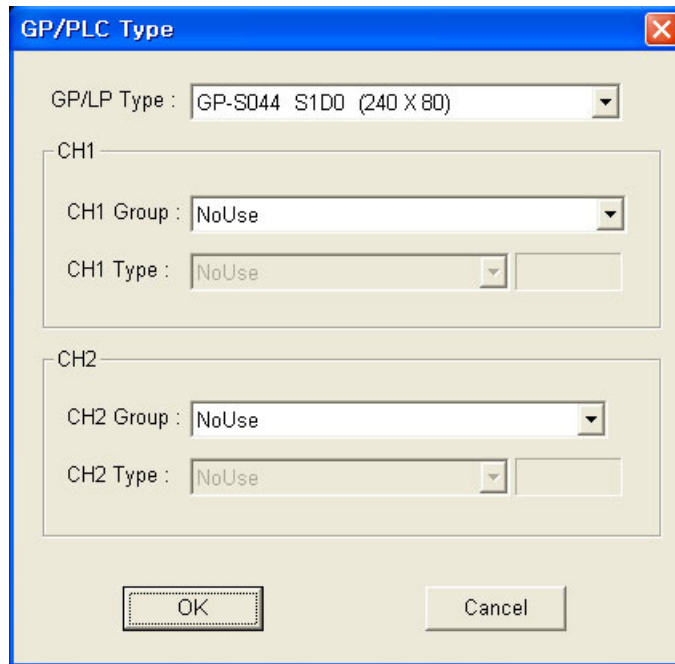 GP/PLC Type
GP/LP Type : GP-S044 S1D0 (240 X 80)
CH1
CH1 Group : NoUse
CH1 Type : NoUse
CH2
CH2 Group : NoUse
CH2 Type : NoUse
OK Cancel